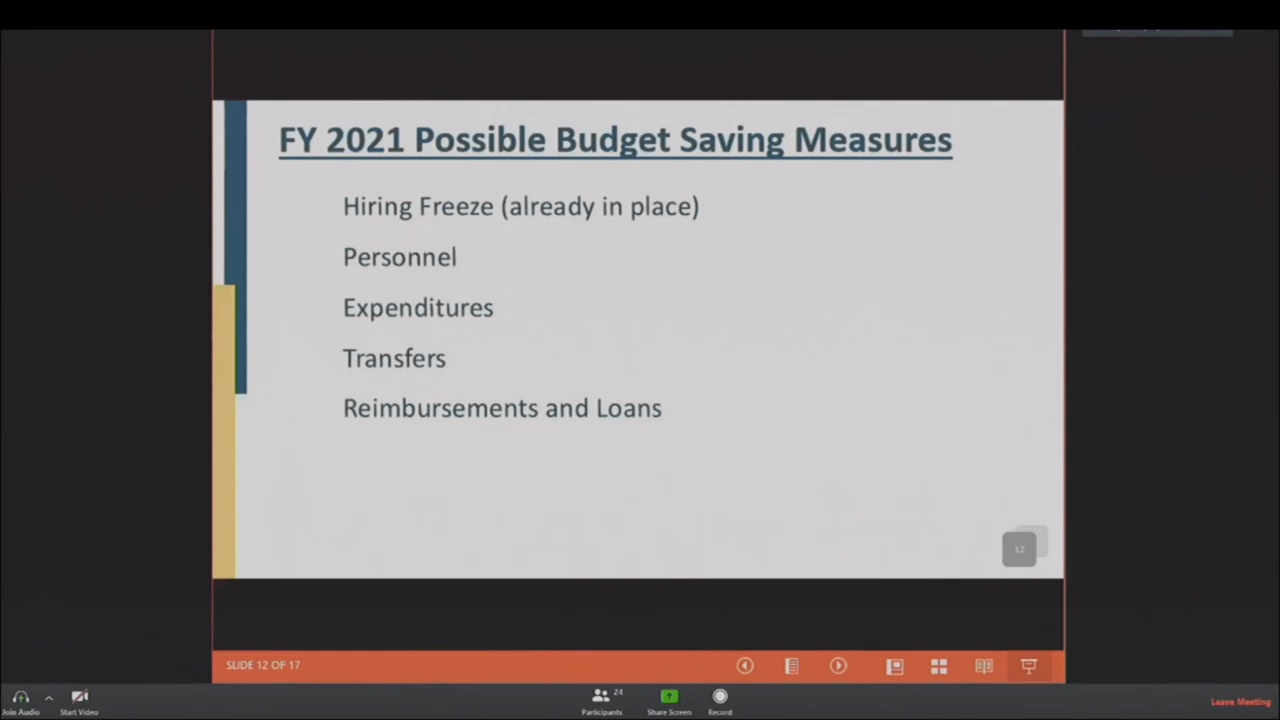 FY 2021 Possible Budget Saving Measures
Hiring Freeze (already in place)
Personnel
Expenditures
Transfers
Reimbursements and Loans
12
SLIDE 12 OF 17
Join Audio
Start Video
24
Participants
Share Screen
Record
Leave Meeting